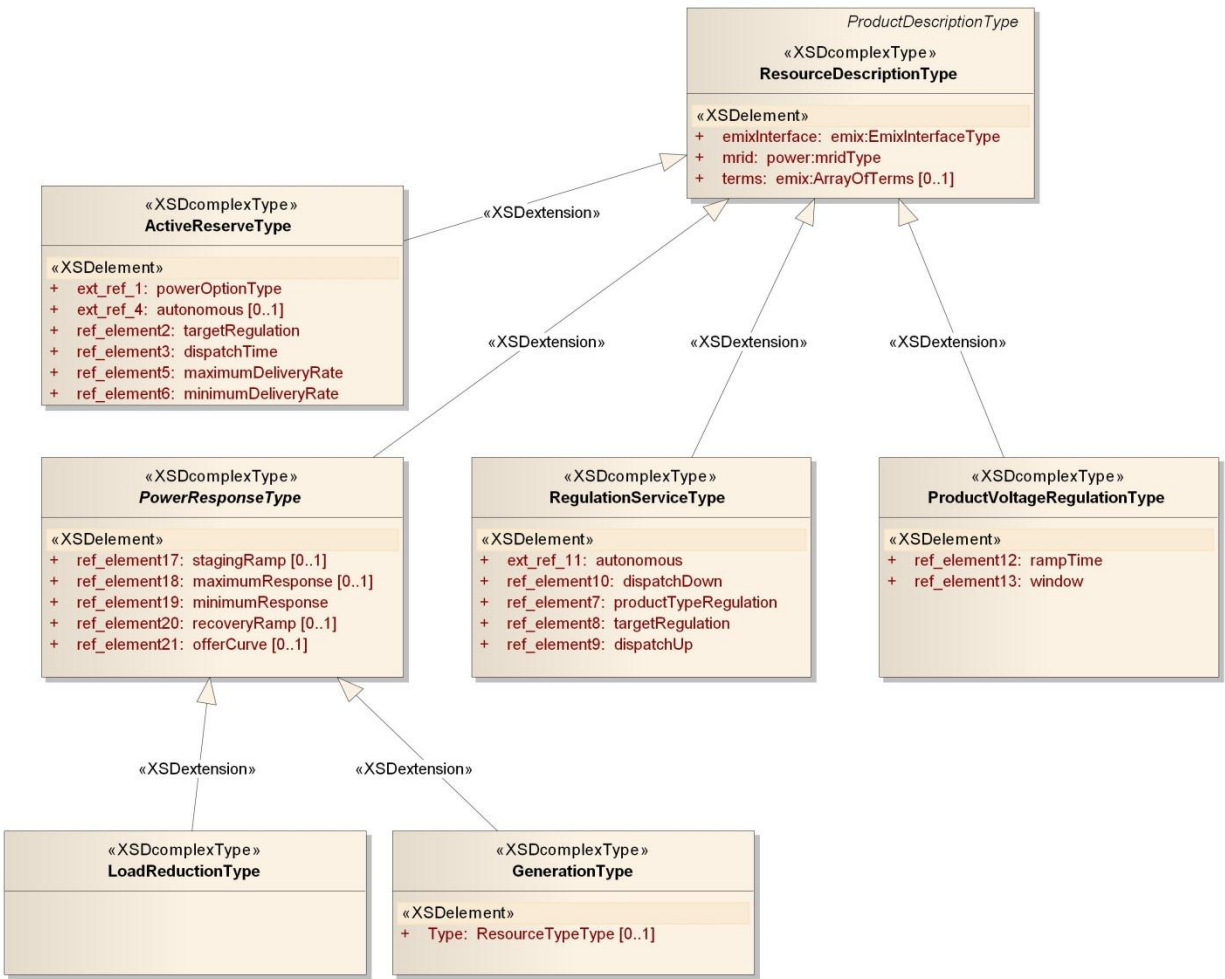 ProductDescriptionType
«XSDcomplexType»
ResourceDescriptionType
«XSDelement»
+ emixInterface: emix:EmixInterfaceType
+ mrid: power:mridType
+ terms: emix:ArrayOfTerms [0..1]
«XSDextension»
«XSDcomplexType»
ActiveReserveType
«XSDelement»
+ ext_ref_1: powerOptionType
+ ext_ref_4: autonomous [0..1]
+ ref_element2: targetRegulation
+ ref_element3: dispatchTime
+ ref_element5: maximumDeliveryRate
+ ref_element6: minimumDeliveryRate
«XSDextension»
«XSDextension»
«XSDextension»
«XSDcomplexType»
PowerResponseType
«XSDelement»
+ ref_element17: stagingRamp [0..1]
+ ref_element18: maximumResponse [0..1]
+ ref_element19: minimumResponse
+ ref_element20: recoveryRamp [0..1]
+ ref_element21: offerCurve [0..1]
«XSDcomplexType»
RegulationServiceType
«XSDelement»
+ ext_ref_11: autonomous
+ ref_element10: dispatchDown
+ ref_element7: productTypeRegulation
+ ref_element8: targetRegulation
+ ref_element9: dispatchUp
«XSDcomplexType»
ProductVoltageRegulationType
«XSDelement»
+ ref_element12: rampTime
+ ref_element13: window
«XSDextension»
«XSDextension»
«XSDcomplexType»
LoadReductionType
«XSDcomplexType»
GenerationType
«XSDelement»
+ Type: ResourceTypeType [0..1]